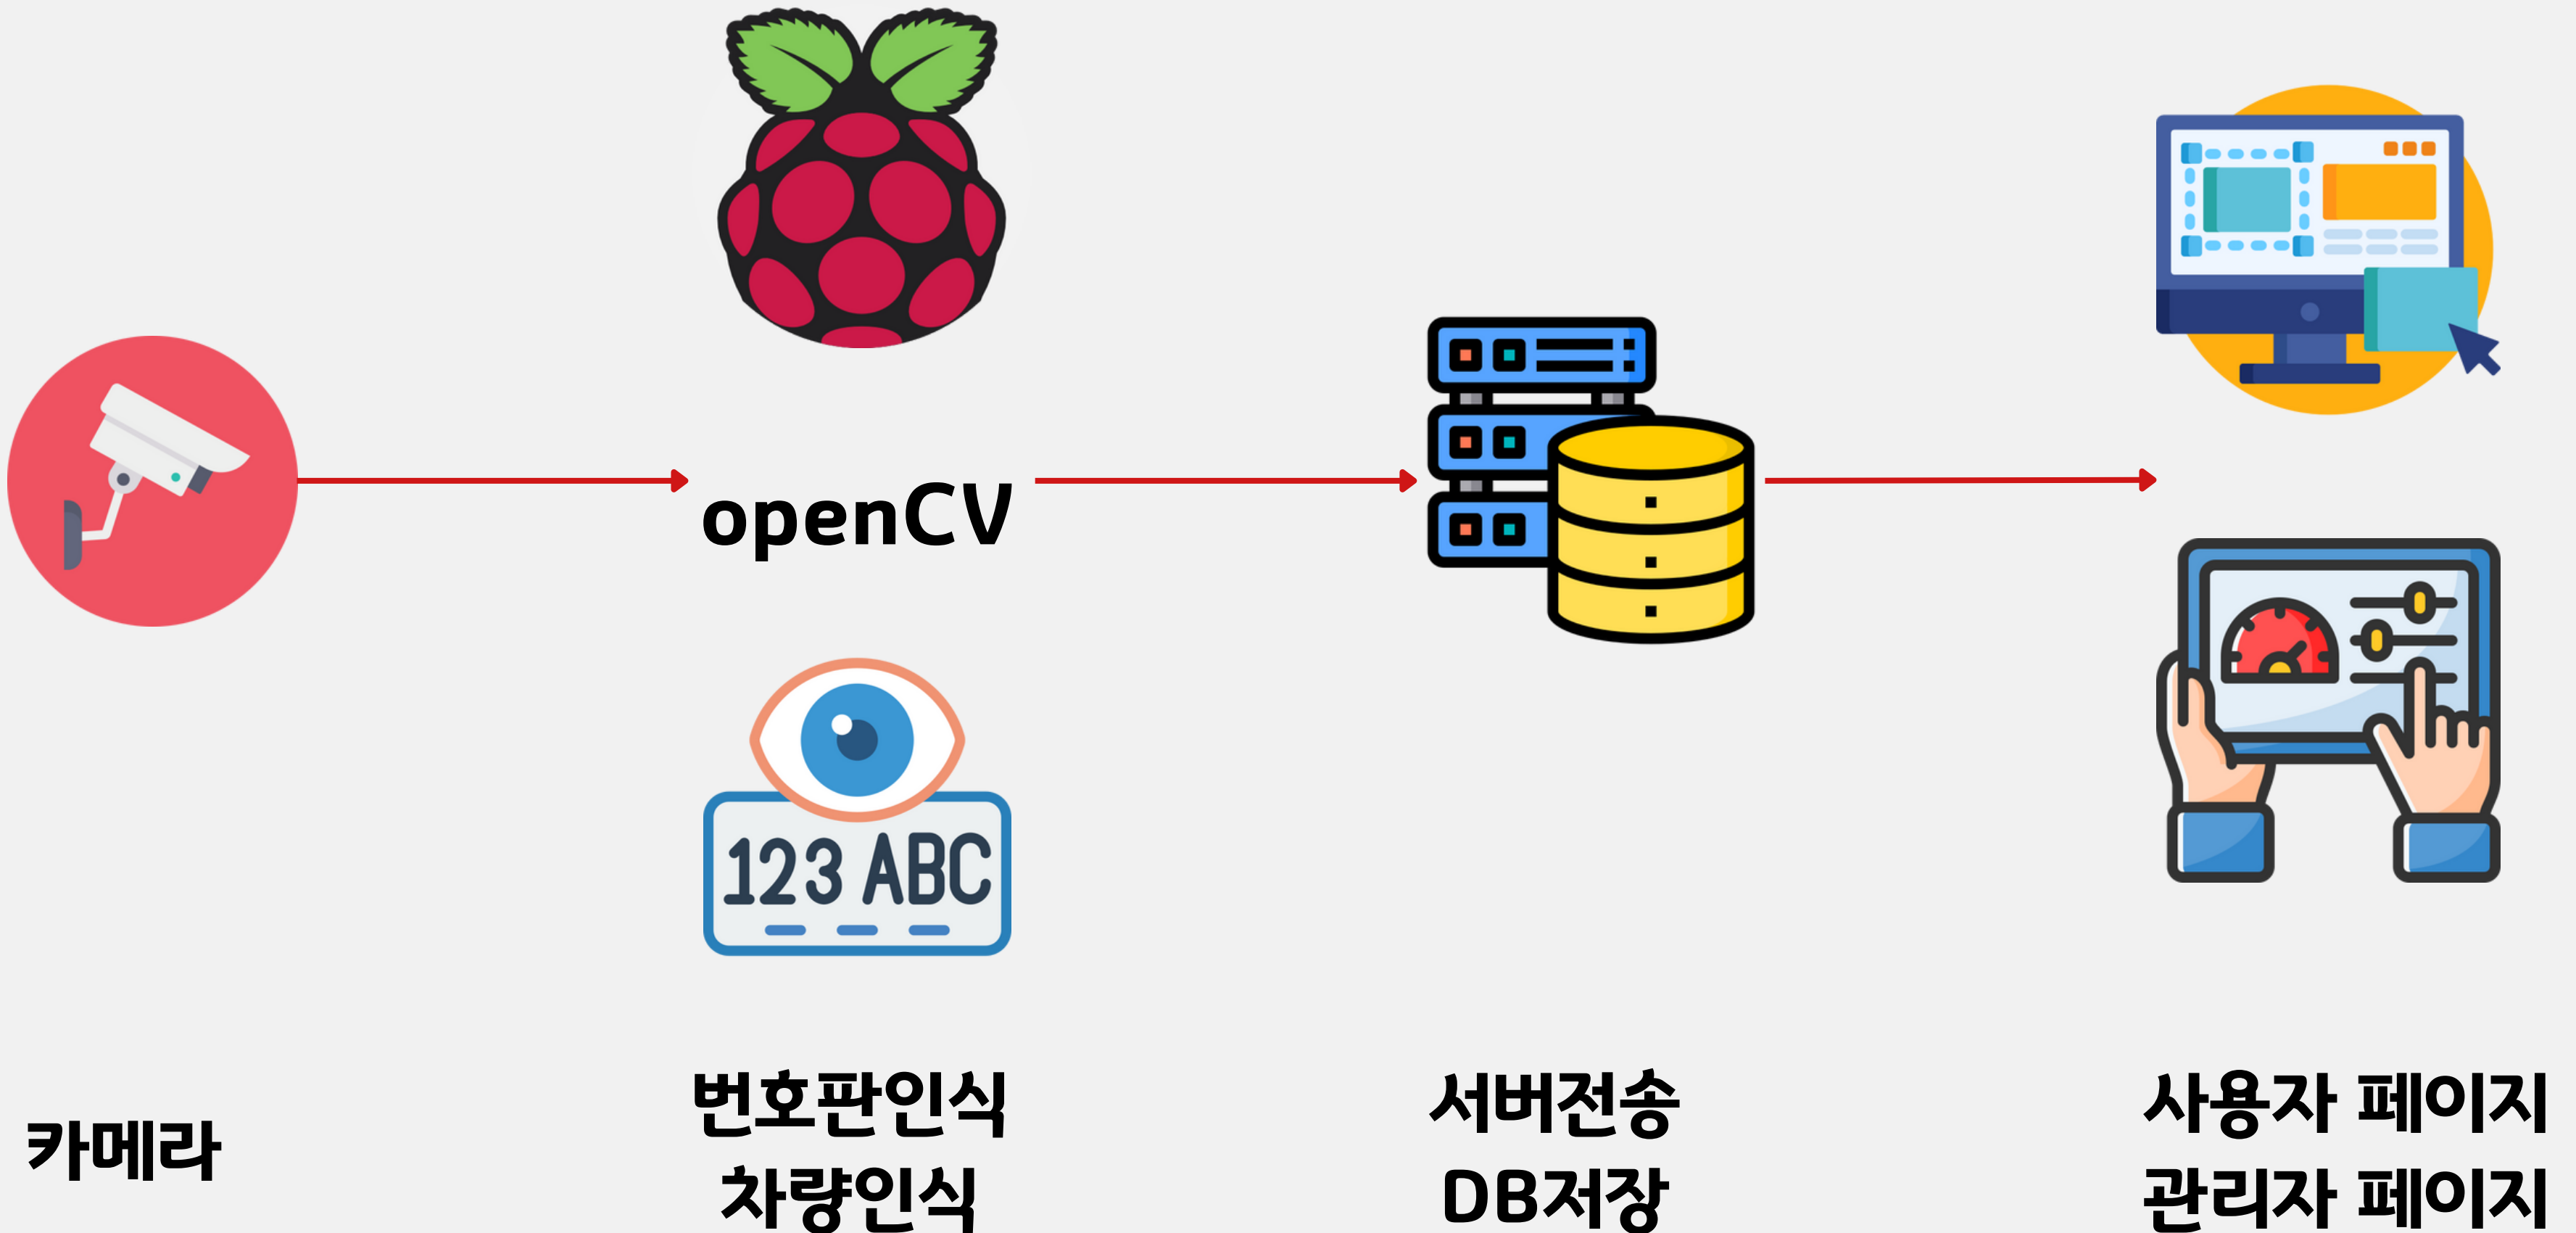 openCV
123 ABC
카메라
번호판인식
차량인식
서버전송
DB저장
사용자 페이지
관리자 페이지